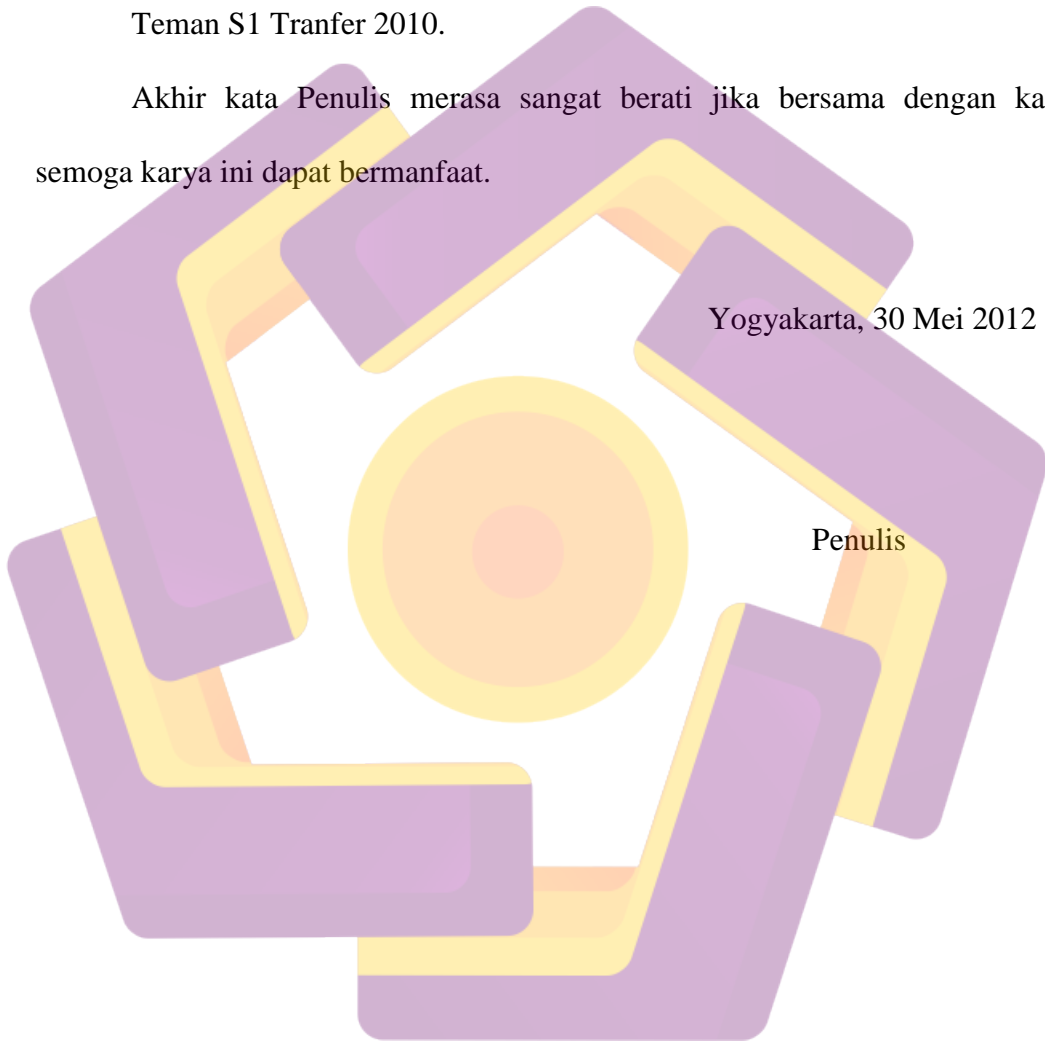 Teman S1 Tranfer 2010.
Akhir kata Penulis merasa sangat berati jika bersama dengan ka
semoga karya ini dapat bermanfaat.
Yogyakarta, 30 Mei 2012
Penulis